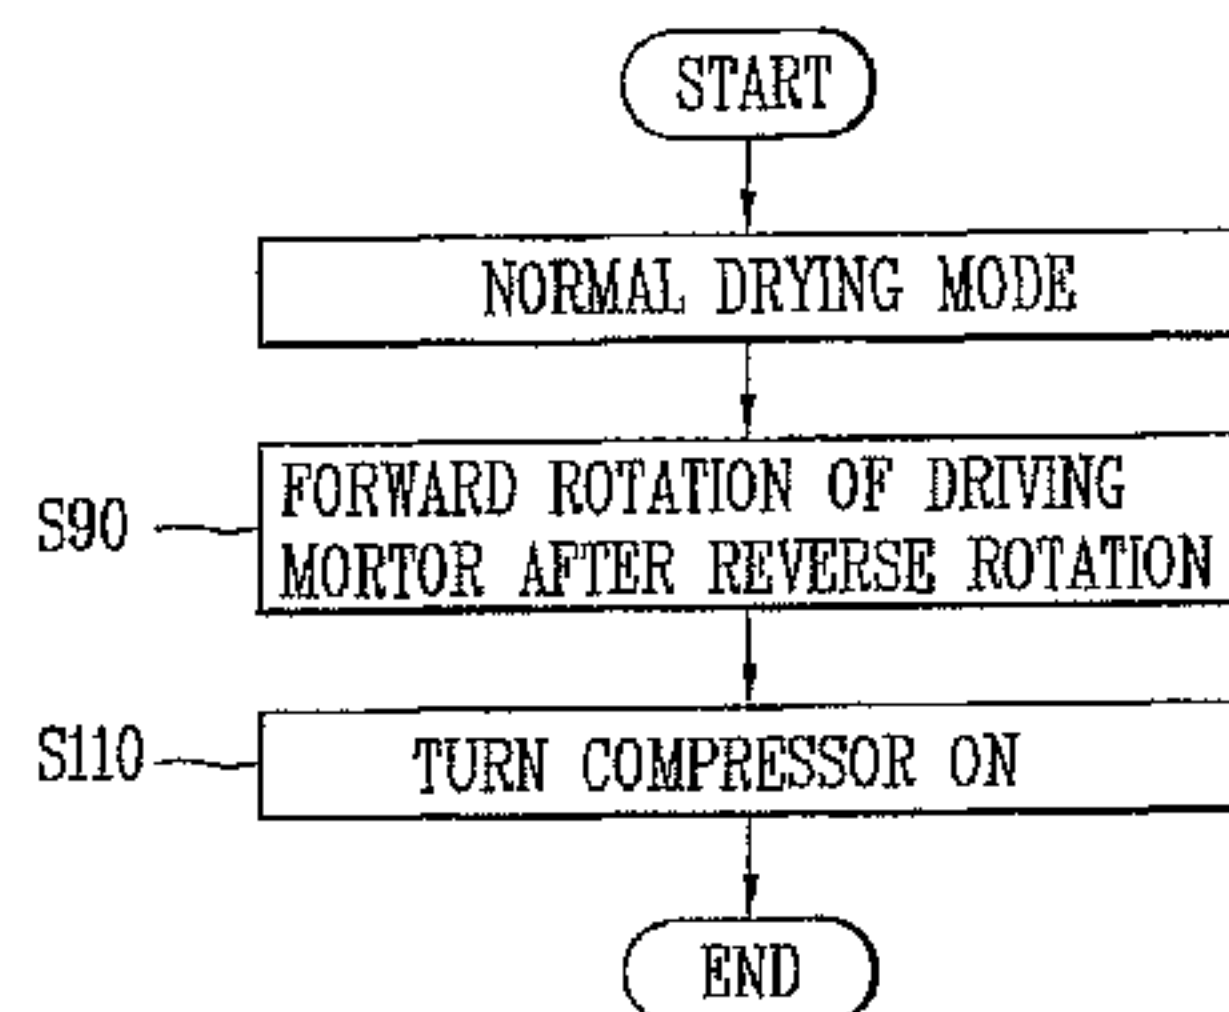 START
NORMAL DRYING MODE
S90
FORWARD ROTATION OF DRIVING
MORTOR AFTER REVERSE ROTATION
S110
TURN COMPRESSOR ON
END